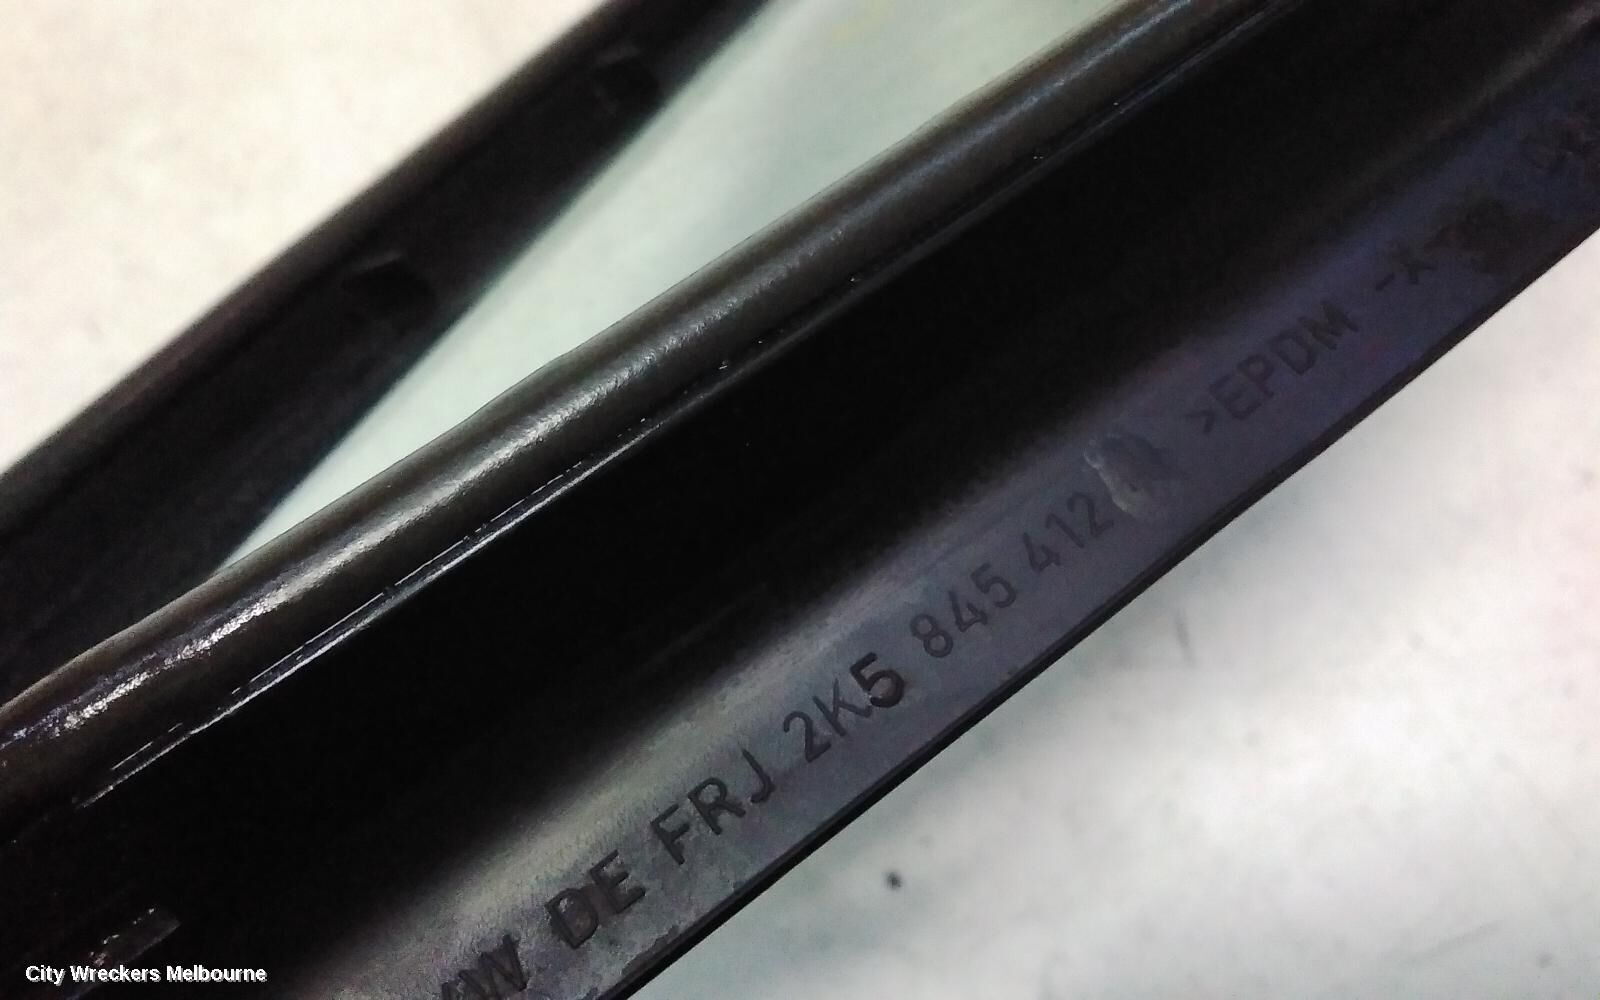 DE FRJ 2K5 845 412 >EPDM
City Wreckers Melbourne